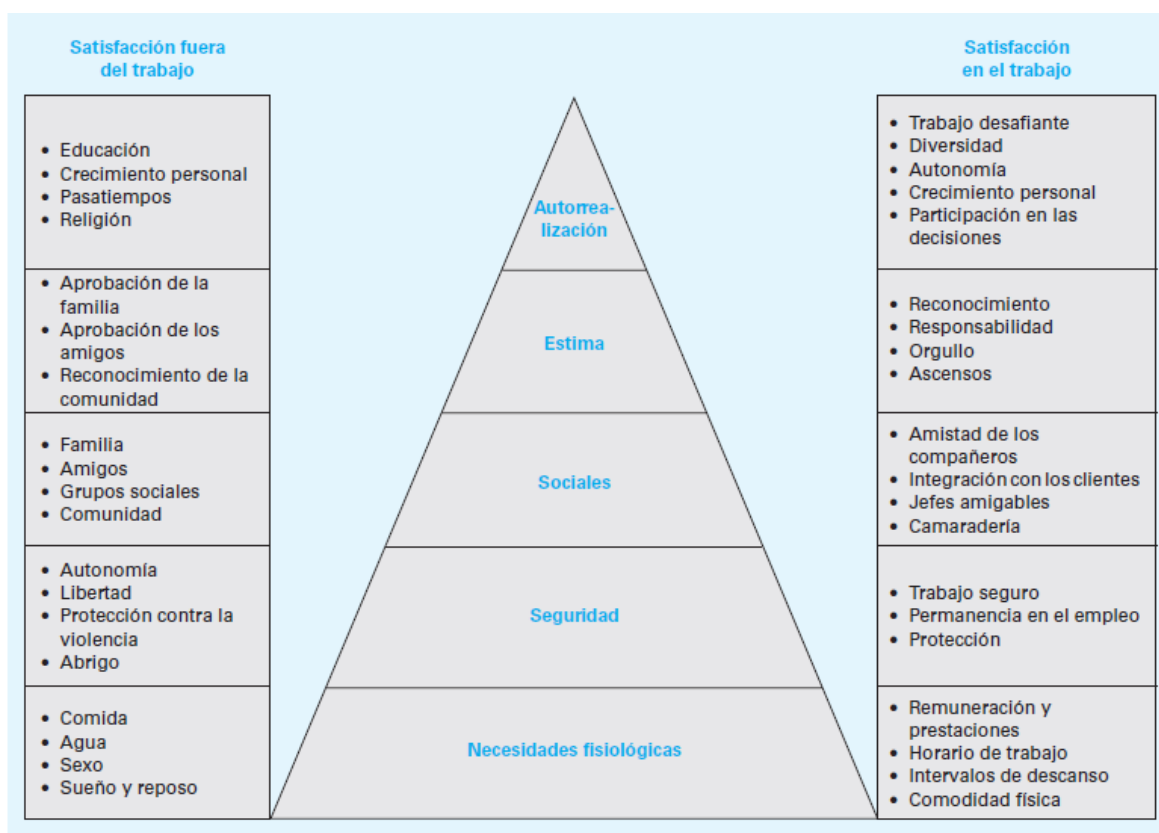 Satisfacción fuera
del trabajo
Satisfacción
en el trabajo
• Educación
• Crecimiento personal
• Pasatiempos
• Religión
Autorrea-
lización
• Trabajo desafiante
• Diversidad
• Autonomía
• Crecimiento personal
• Participación en las
decisiones
• Aprobación de la
familia
• Aprobación de los
amigos
• Reconocimiento de la
comunidad
Estima
• Reconocimiento
• Responsabilidad
• Orgullo
• Ascensos
• Familia
• Amigos
• Grupos sociales
• Comunidad
Sociales
• Amistad de los
compañeros
• Integración con los clientes
• Jefes amigables
• Camaradería
• Autonomía
• Libertad
• Protección contra la
violencia
• Abrigo
Seguridad
• Trabajo seguro
• Permanencia en el empleo
• Protección
• Comida
• Agua
• Sexo
• Sueño y reposo
Necesidades fisiológicas
• Remuneración y
prestaciones
• Horario de trabajo
• Intervalos de descanso
• Comodidad física